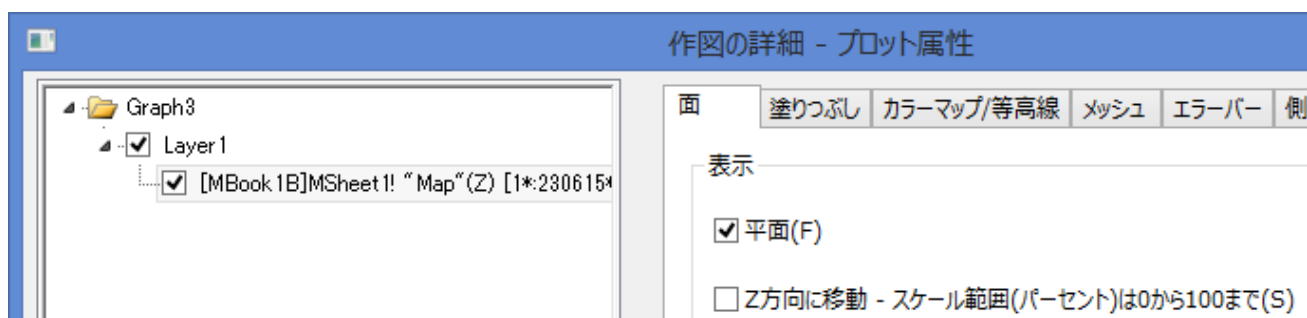 作図の詳細 - プロット属性
Graph3
Layer1
[MBook1B]MSheet1! "Map"(Z) [1*:230615*
面 塗りつぶし カラーマップ/等高線 メッシュ エラーバー 側
表示
平面(F)
Z方向に移動 - スケール範囲(パーセント)は0から100まで(S)